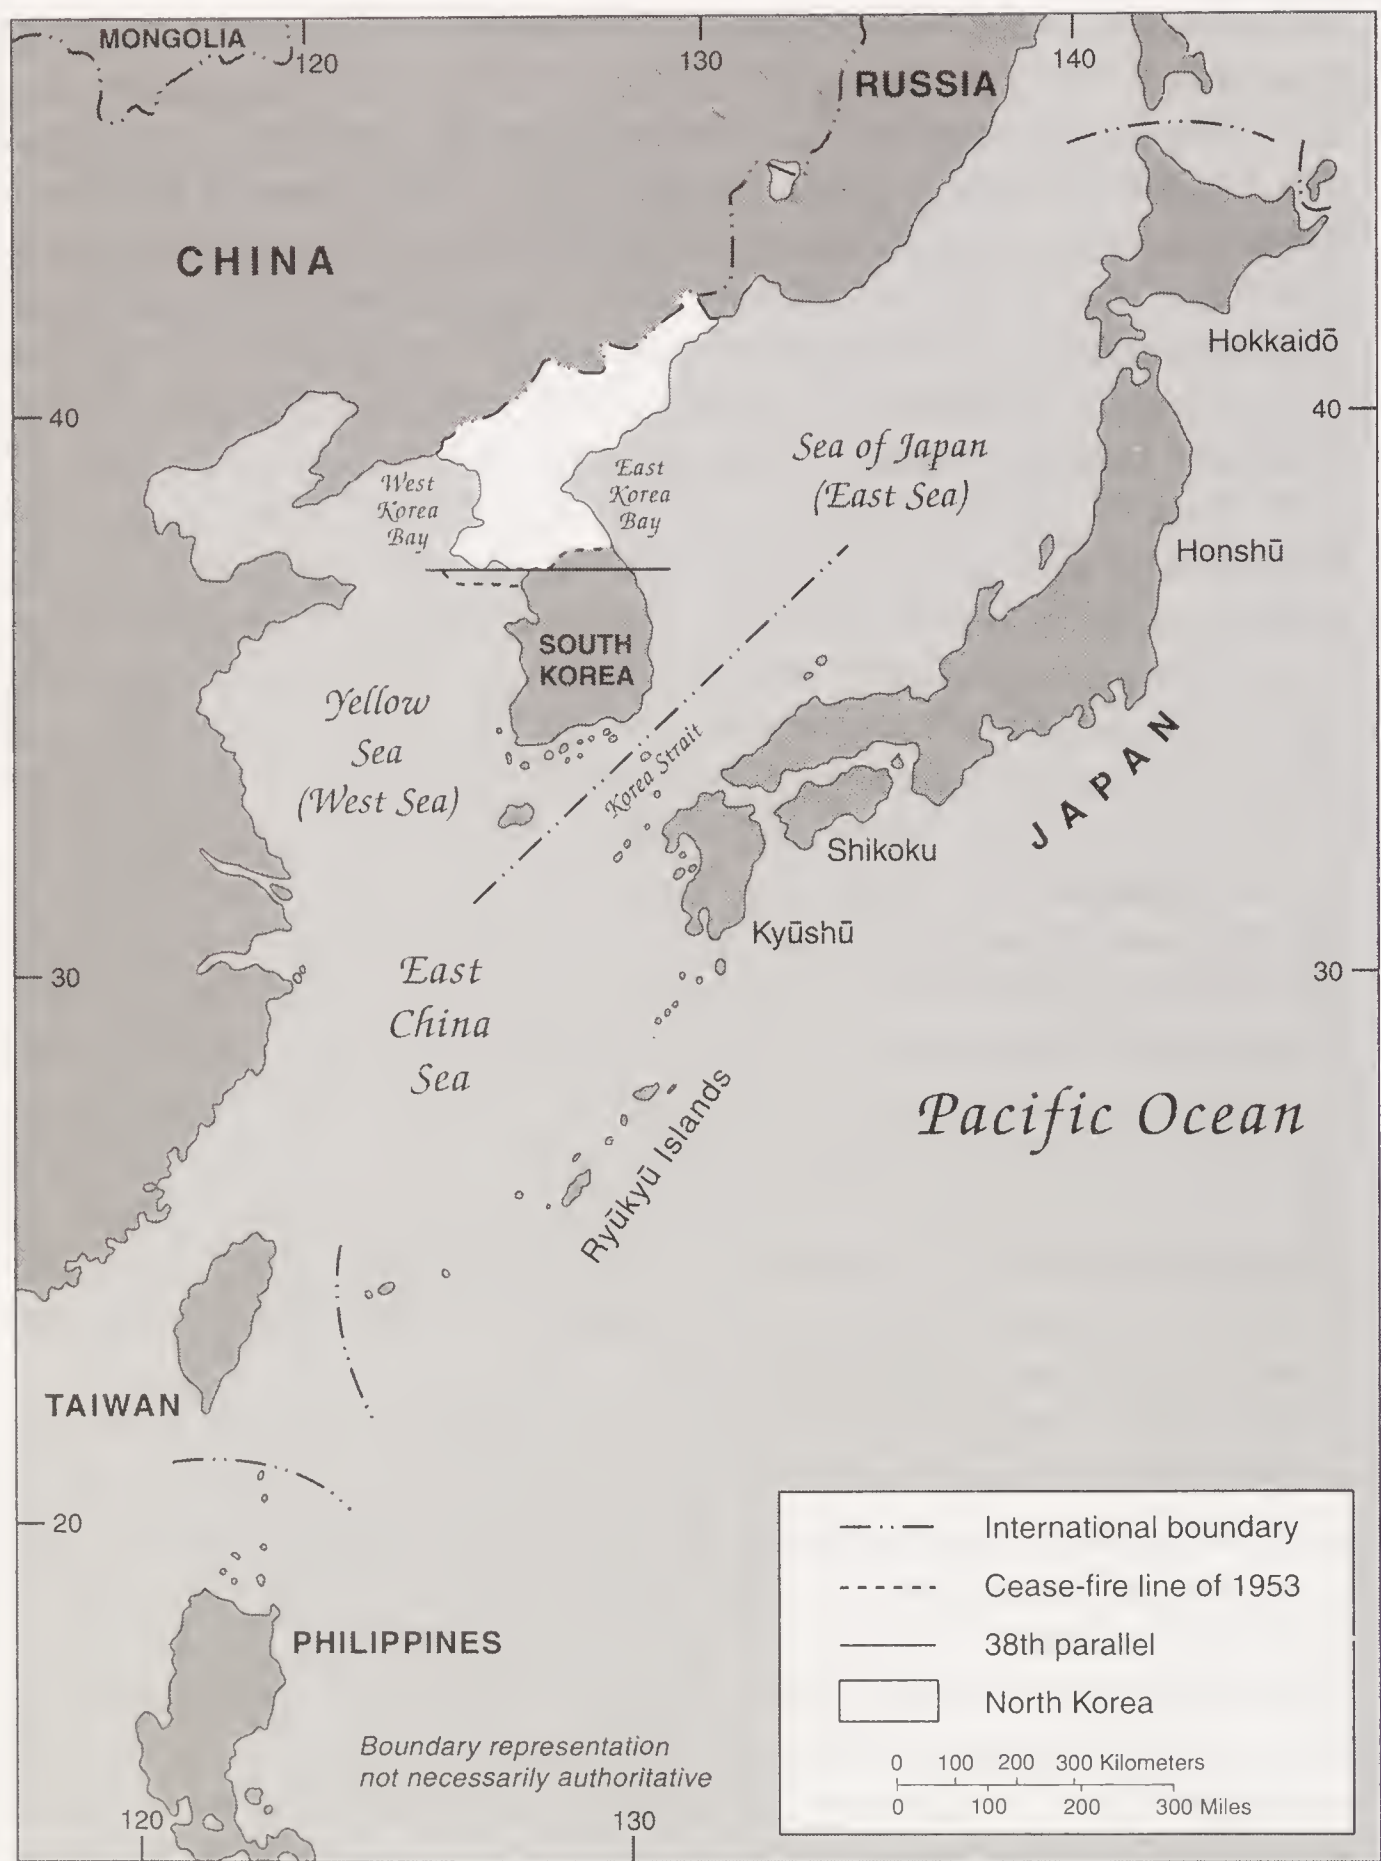 MONGOLIA
120
130
140
RUSSIA
CHINA
Hokkaidō
40
40
Sea of Japan
(East Sea)
West
Korea
Bay
East
Korea
Bay
Honshū
SOUTH
KOREA
Yellow
Sea
(West Sea)
Korea Strait
JAPAN
Shikoku
Kyūshū
30
30
East
China
Sea
Ryūkyū Islands
Pacific Ocean
TAIWAN
20
PHILIPPINES
International boundary
Cease-fire line of 1953
38th parallel
North Korea
0 100 200 300 Kilometers
0 100 200 300 Miles
Boundary representation
not necessarily authoritative
120
130